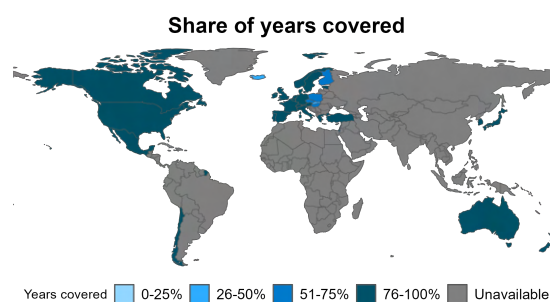 Share of years covered
Years covered 0-25% 26-50% 51-75% 76-100% Unavailable